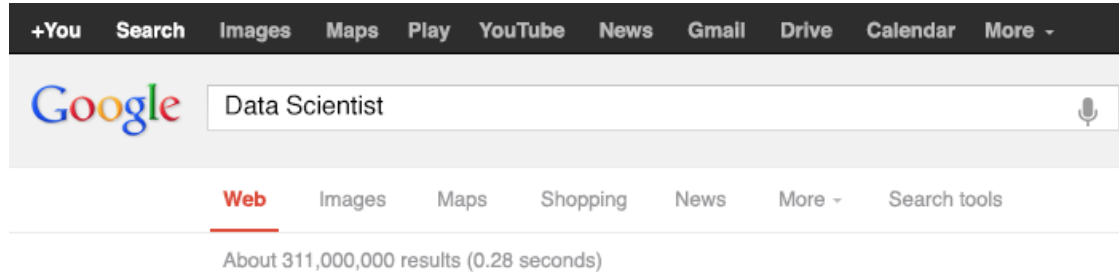 +You Search Images Maps Play YouTube News Gmail Drive Calendar More
Google Data Scientist
Web Images Maps Shopping News More Search tools
About 311,000,000 results (0.28 seconds)